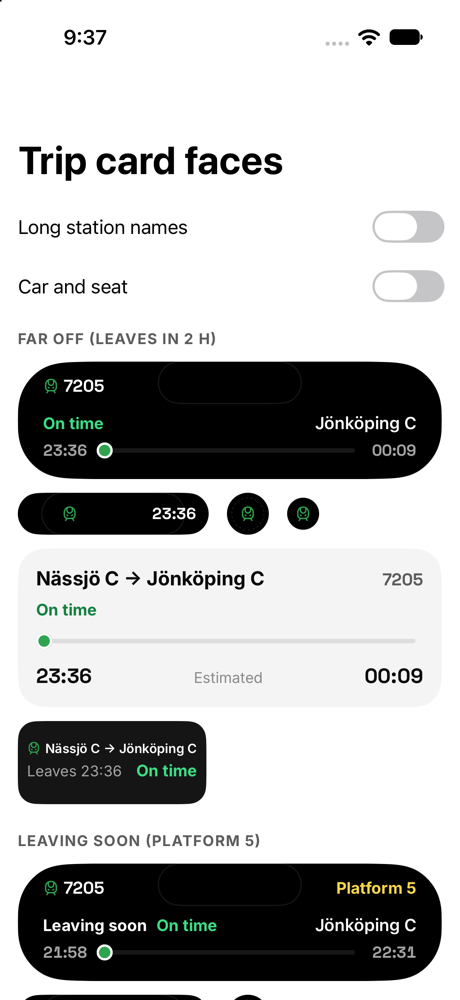 9:37
Trip card faces
Long station names
Car and seat
FAR OFF (LEAVES IN 2 H)
7205
On time Jönköping C
23:36 00:09
23:36
Nässjö C → Jönköping C 7205
On time
23:36 Estimated 00:09
Nässjö C → Jönköping C
Leaves 23:36 On time
LEAVING SOON (PLATFORM 5)
7205 Platform 5
Leaving soon On time Jönköping C
21:58 22:31